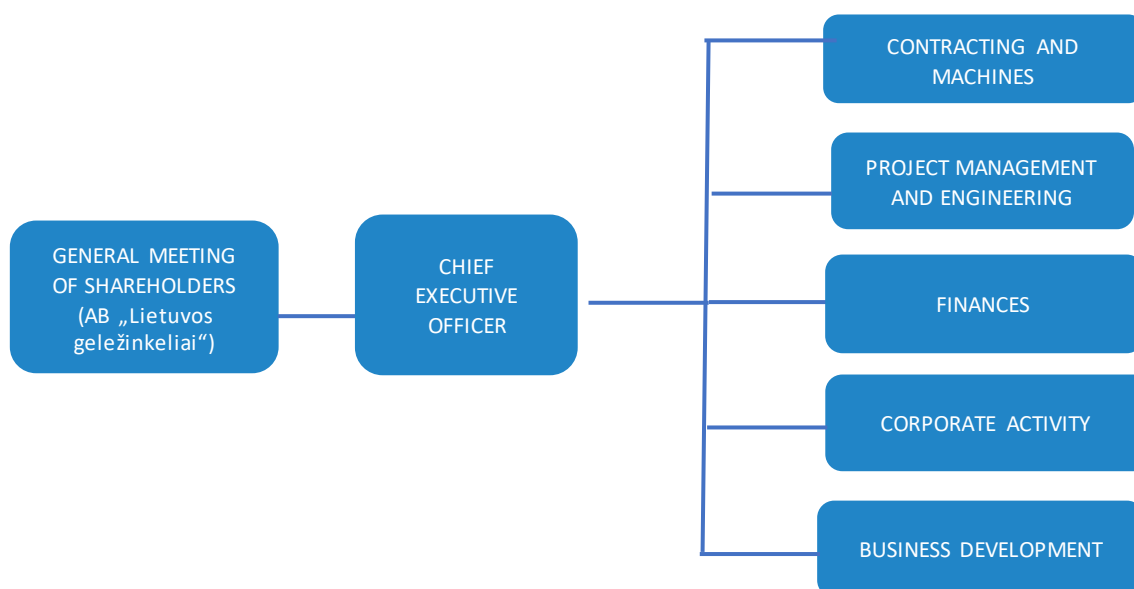 GENERAL MEETING
OF SHAREHOLDERS
(AB „Lietuvos
geležinkeliai“)
CHIEF
EXECUTIVE
OFFICER
CONTRACTING AND
MACHINES
PROJECT MANAGEMENT
AND ENGINEERING
FINANCES
CORPORATE ACTIVITY
BUSINESS DEVELOPMENT